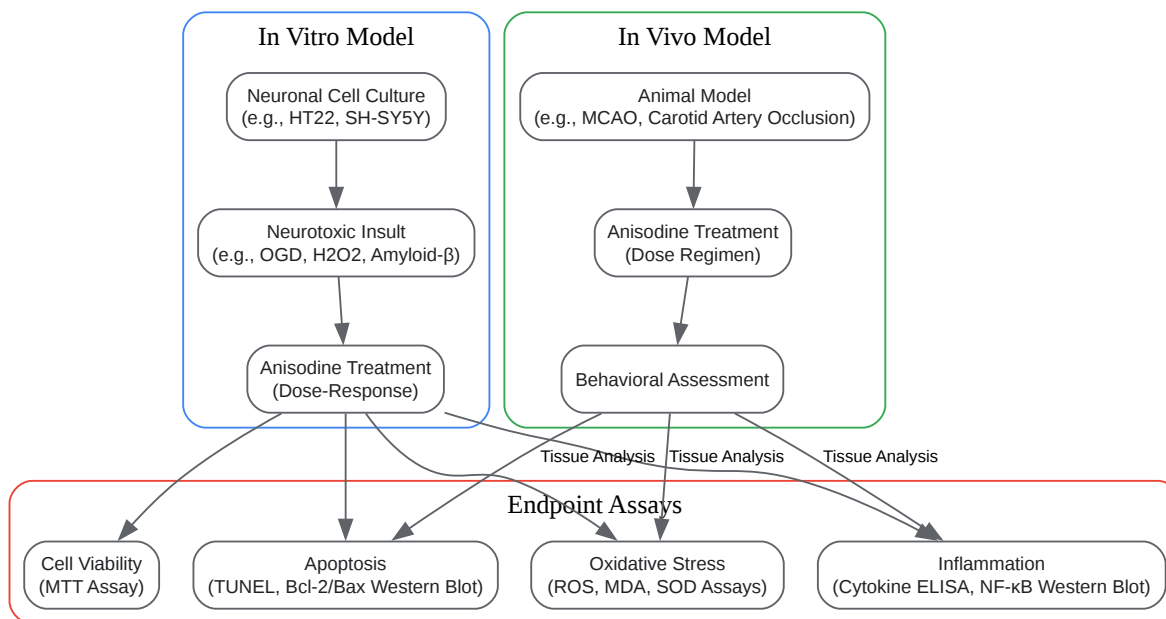 In Vitro Model
In Vivo Model
Neuronal Cell Culture
(e.g., HT22, SH-SY5Y)
Animal Model
(e.g., MCAO, Carotid Artery Occlusion)
Neurotoxic Insult
(e.g., OGD, H2O2, Amyloid-β)
Anisodine Treatment
(Dose Regimen)
Anisodine Treatment
(Dose-Response)
Behavioral Assessment
Tissue Analysis
Tissue Analysis
Tissue Analysis
Endpoint Assays
Cell Viability
(MTT Assay)
Apoptosis
(TUNEL, Bcl-2/Bax Western Blot)
Oxidative Stress
(ROS, MDA, SOD Assays)
Inflammation
(Cytokine ELISA, NF-κB Western Blot)